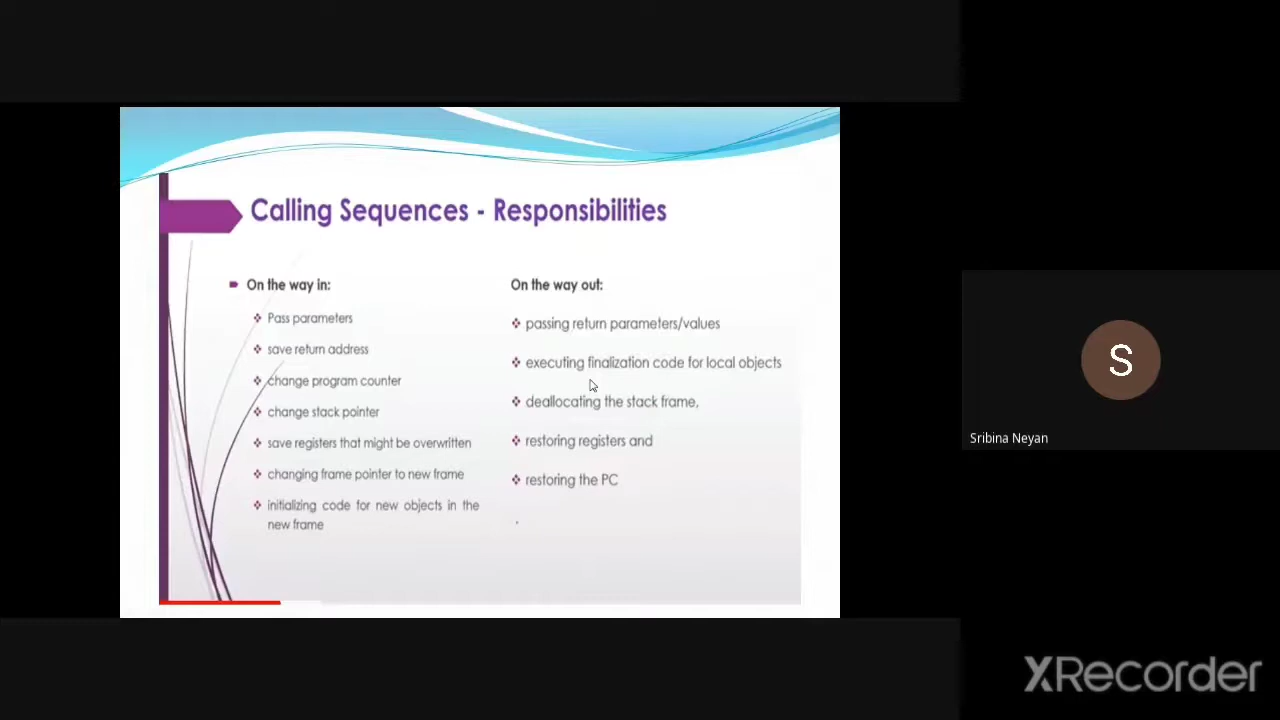 Calling Sequences - Responsibilities
On the way in:
Pass parameters
save return address
change program counter
change stack pointer
save registers that might be overwritten
changing frame pointer to new frame
initializing code for new objects in the
new frame
On the way out:
passing return parameters/values
executing finalization code for local objects
deallocating the stack frame,
restoring registers and
restoring the PC
.
S
Sribina Neyan
XRecorder